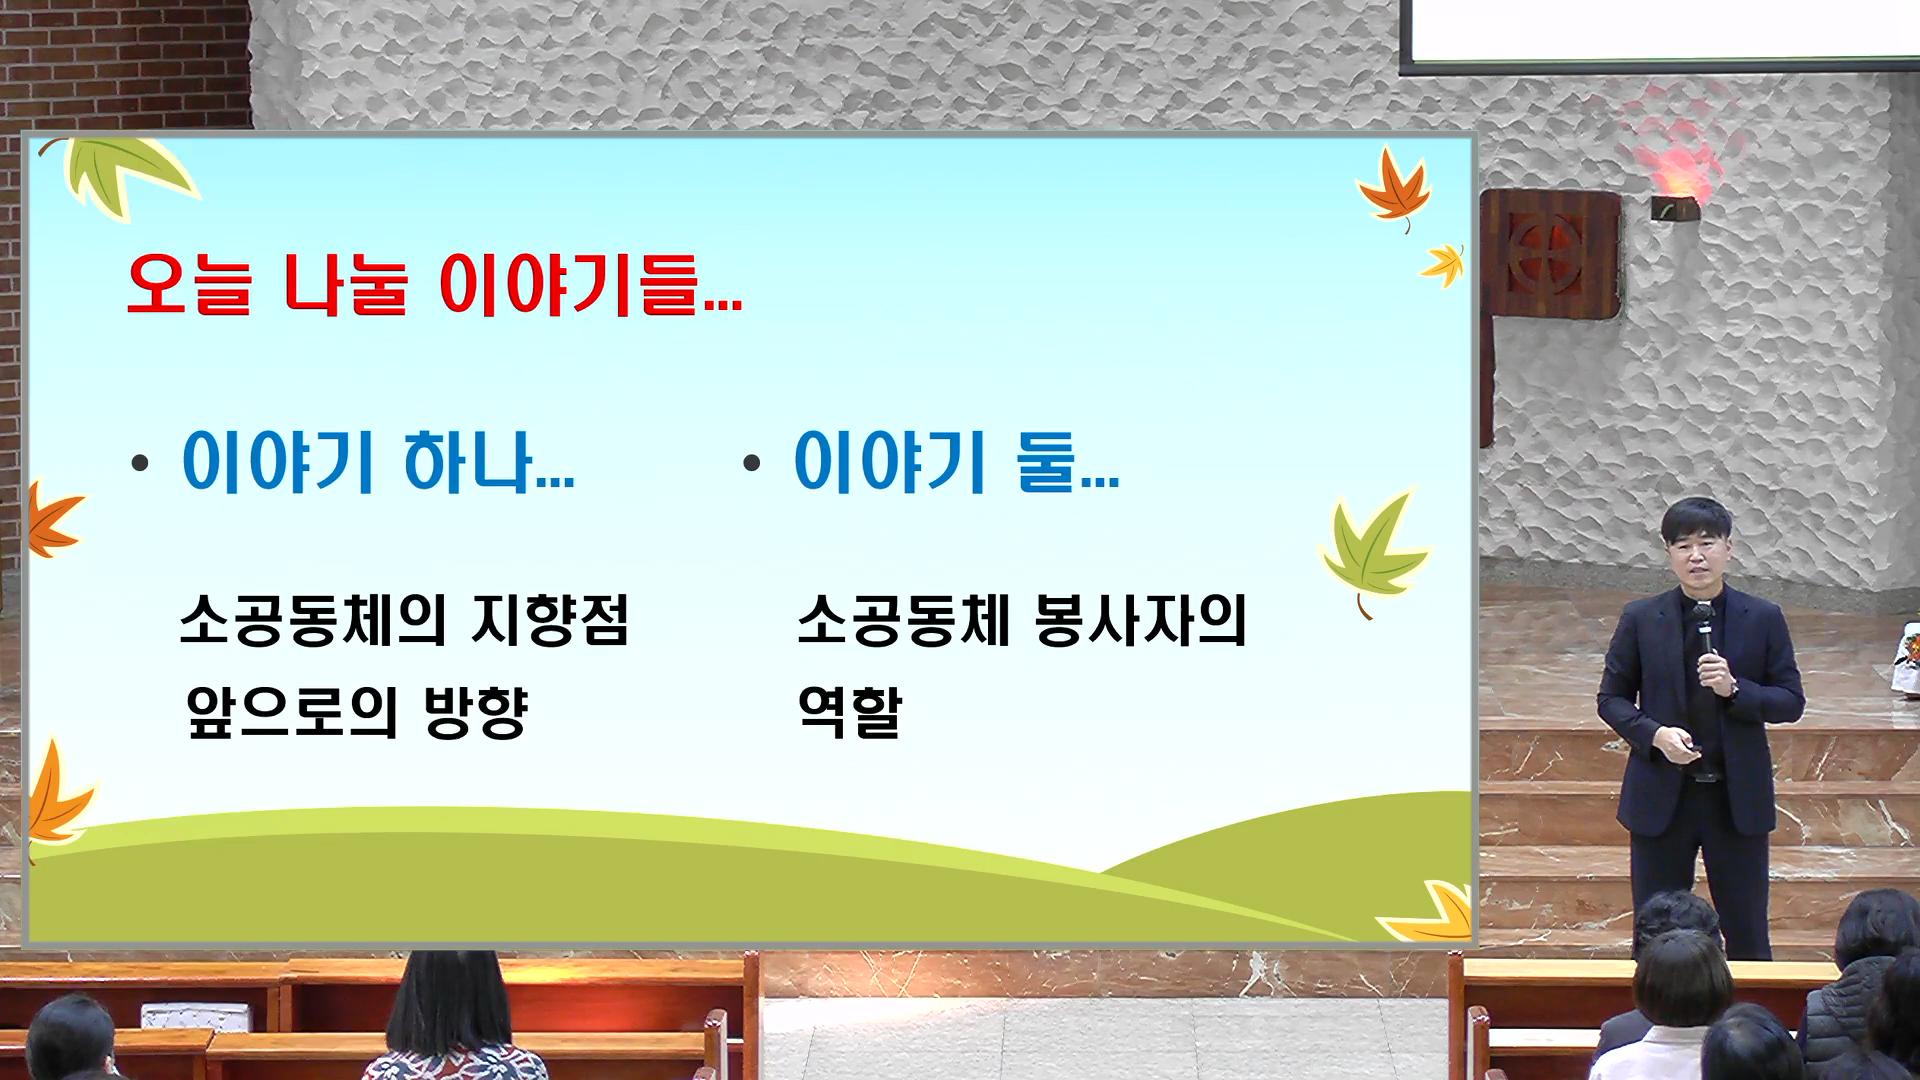 오늘 나눌 이야기들...
• 이야기 하나...
소공동체의 지향점
앞으로의 방향
• 이야기 둘...
소공동체 봉사자의
역할